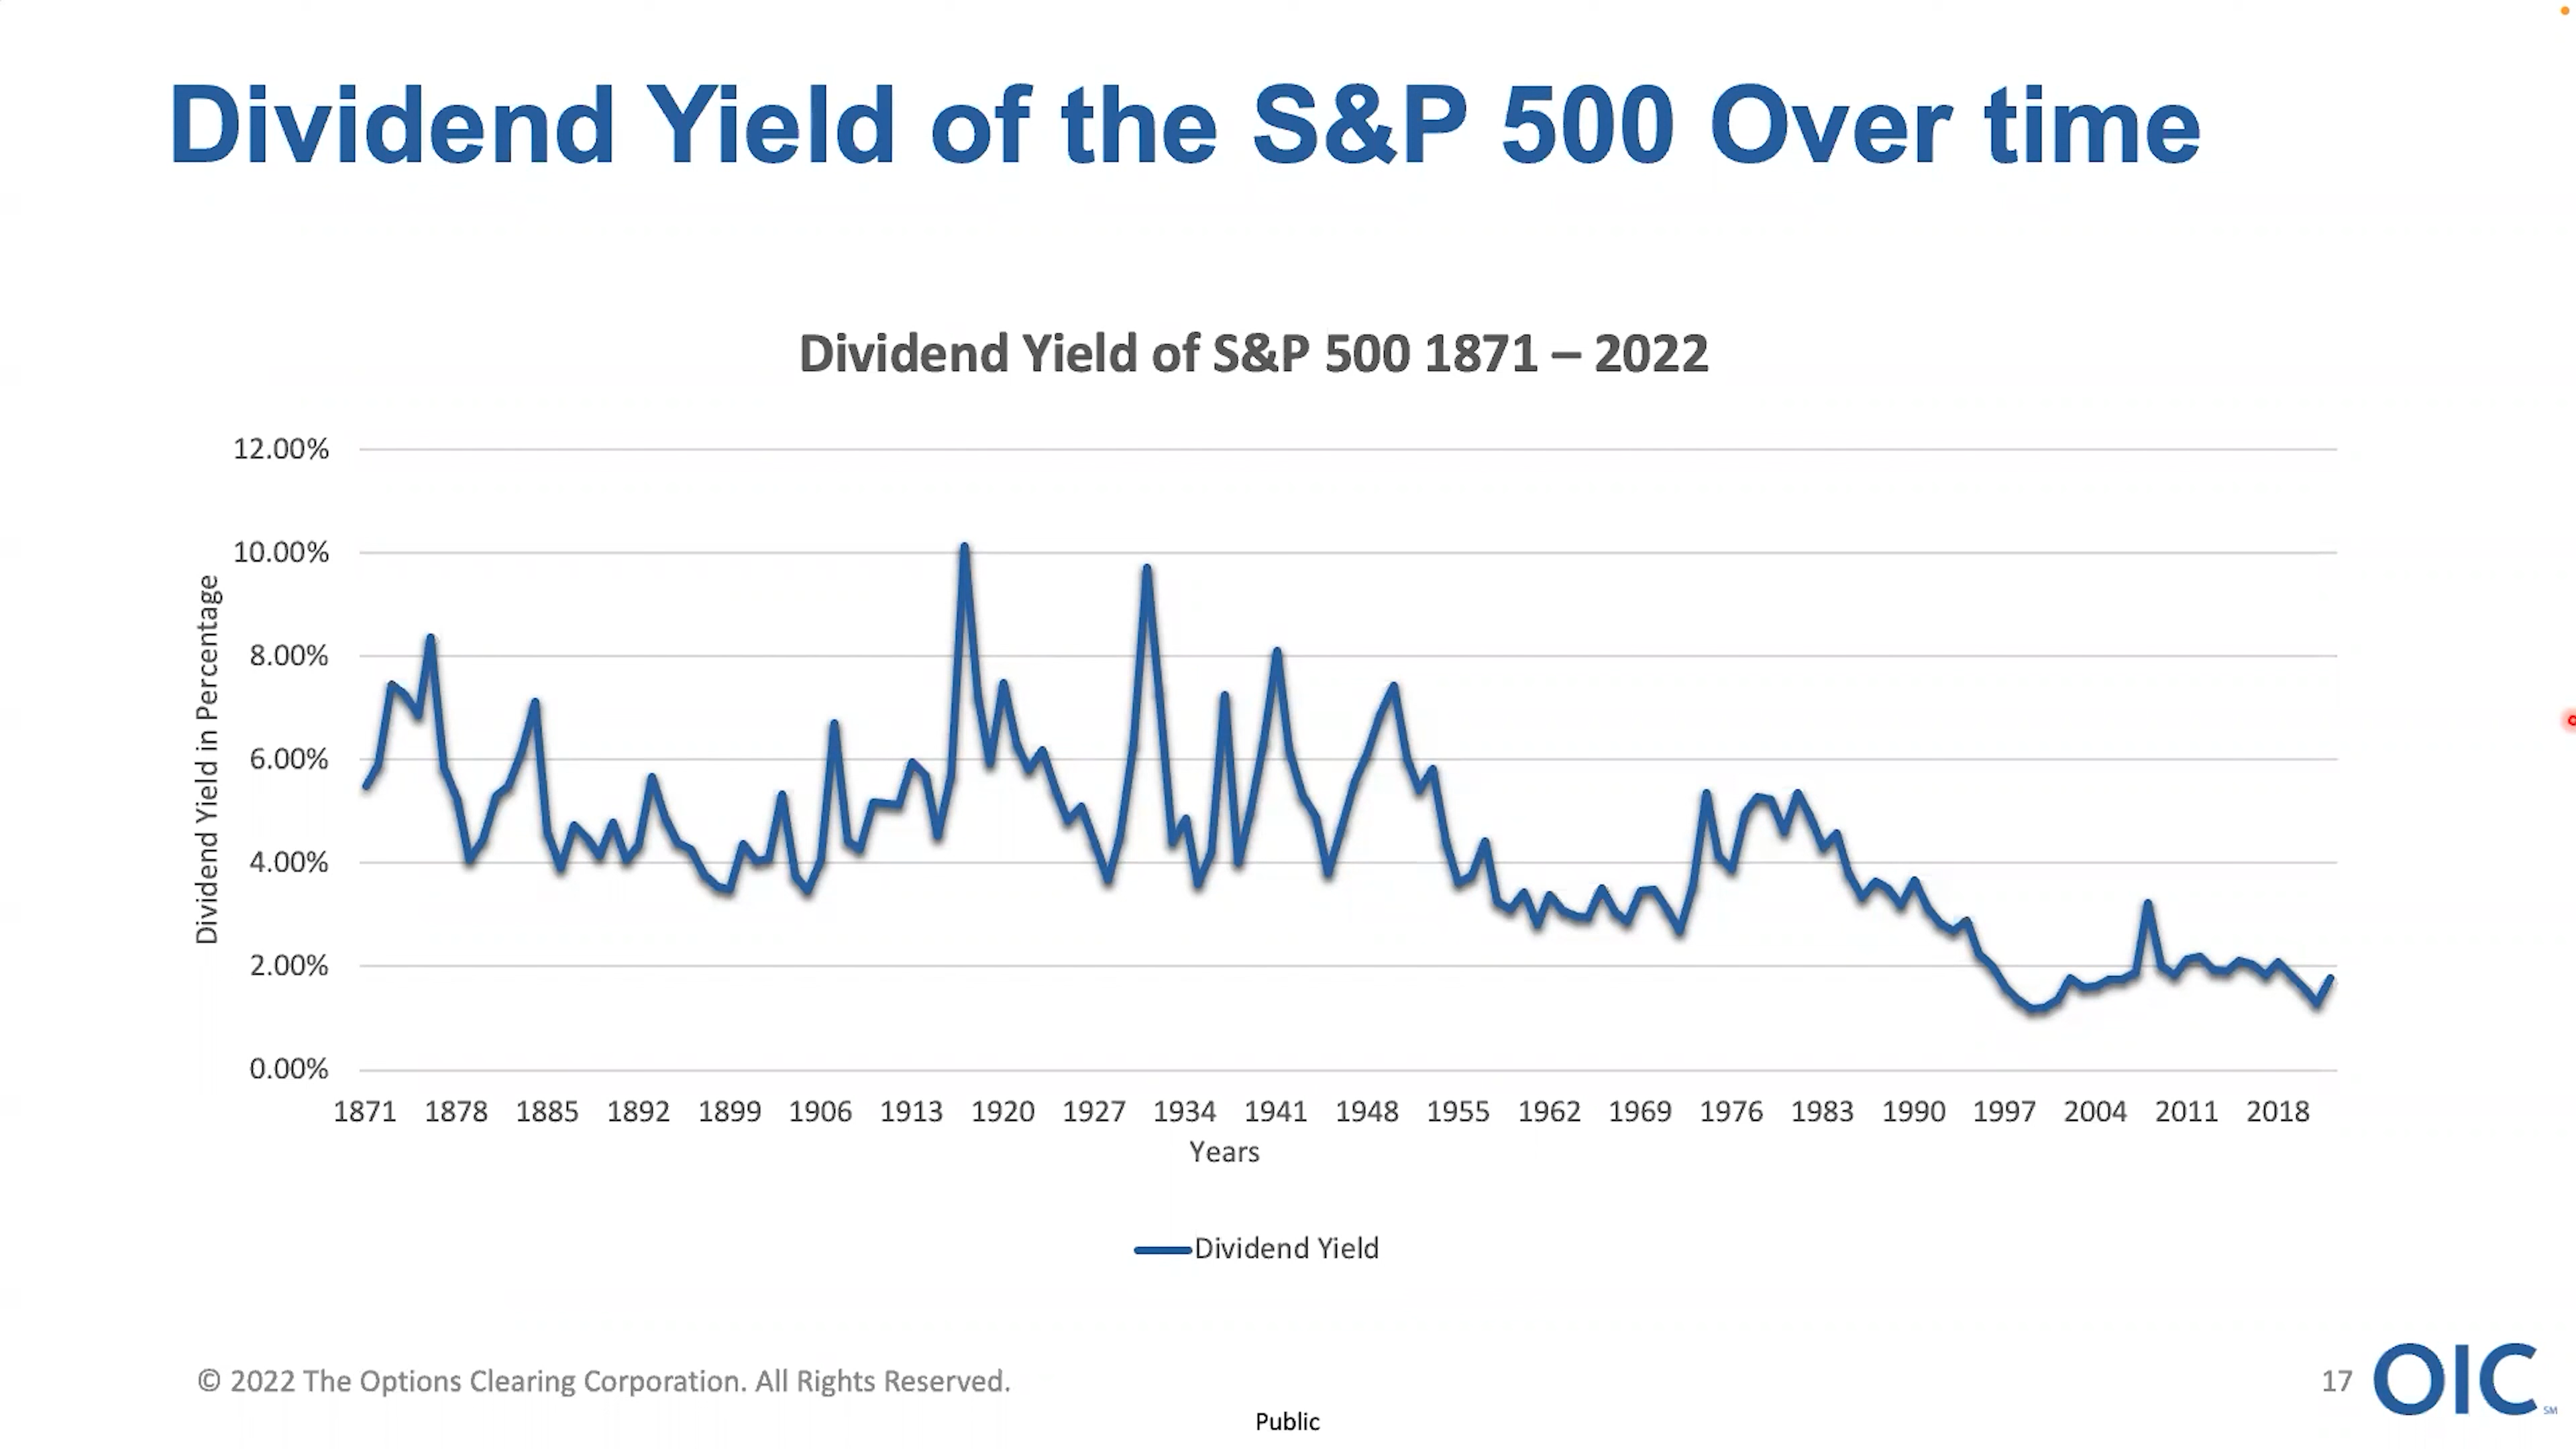 Dividend Yield of the S&P 500 Over time
Dividend Yield of S&P 500 1871 – 2022
12.00%
10.00%
8.00%
6.00%
4.00%
2.00%
0.00%
Dividend Yield in Percentage
1871 1878 1885 1892 1899 1906 1913 1920 1927 1934 1941 1948 1955 1962 1969 1976 1983 1990 1997 2004 2011 2018
Years
Dividend Yield
© 2022 The Options Clearing Corporation. All Rights Reserved.
17
OIC SM
Public